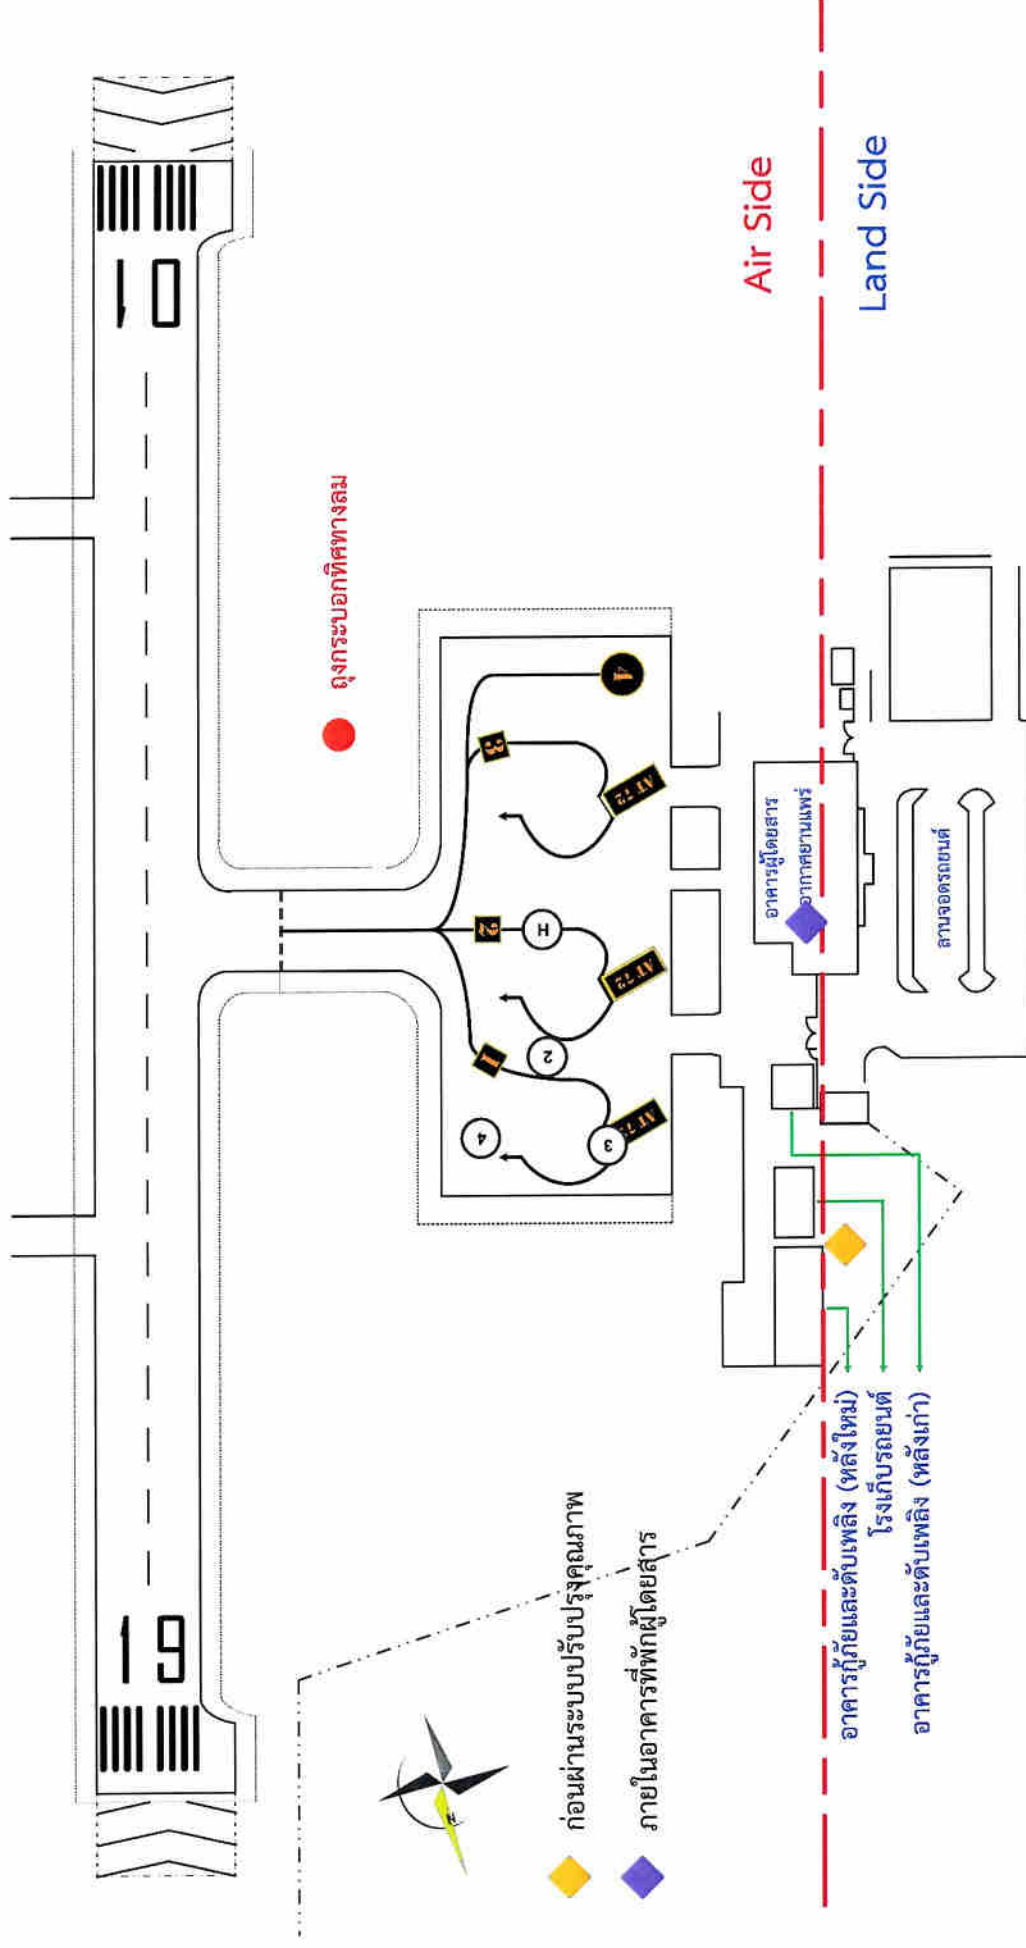 01
19
ถุงกระบอกทิศทางลม
Air Side
Land Side
1
2
3
4
H
2
3
4
AT 72
AT 72
AT 7
อาคารผู้โดยสาร
อากาศยานแพร่
ลานจอดรถยนต์
ก่อนผ่านระบบปรับปรุงคุณภาพ
ภายในอาคารที่พักผู้โดยสาร
อาคารกู้ภัยและดับเพลิง (หลังใหม่)
โรงเก็บรถยนต์
อาคารกู้ภัยและดับเพลิง (หลังเก่า)